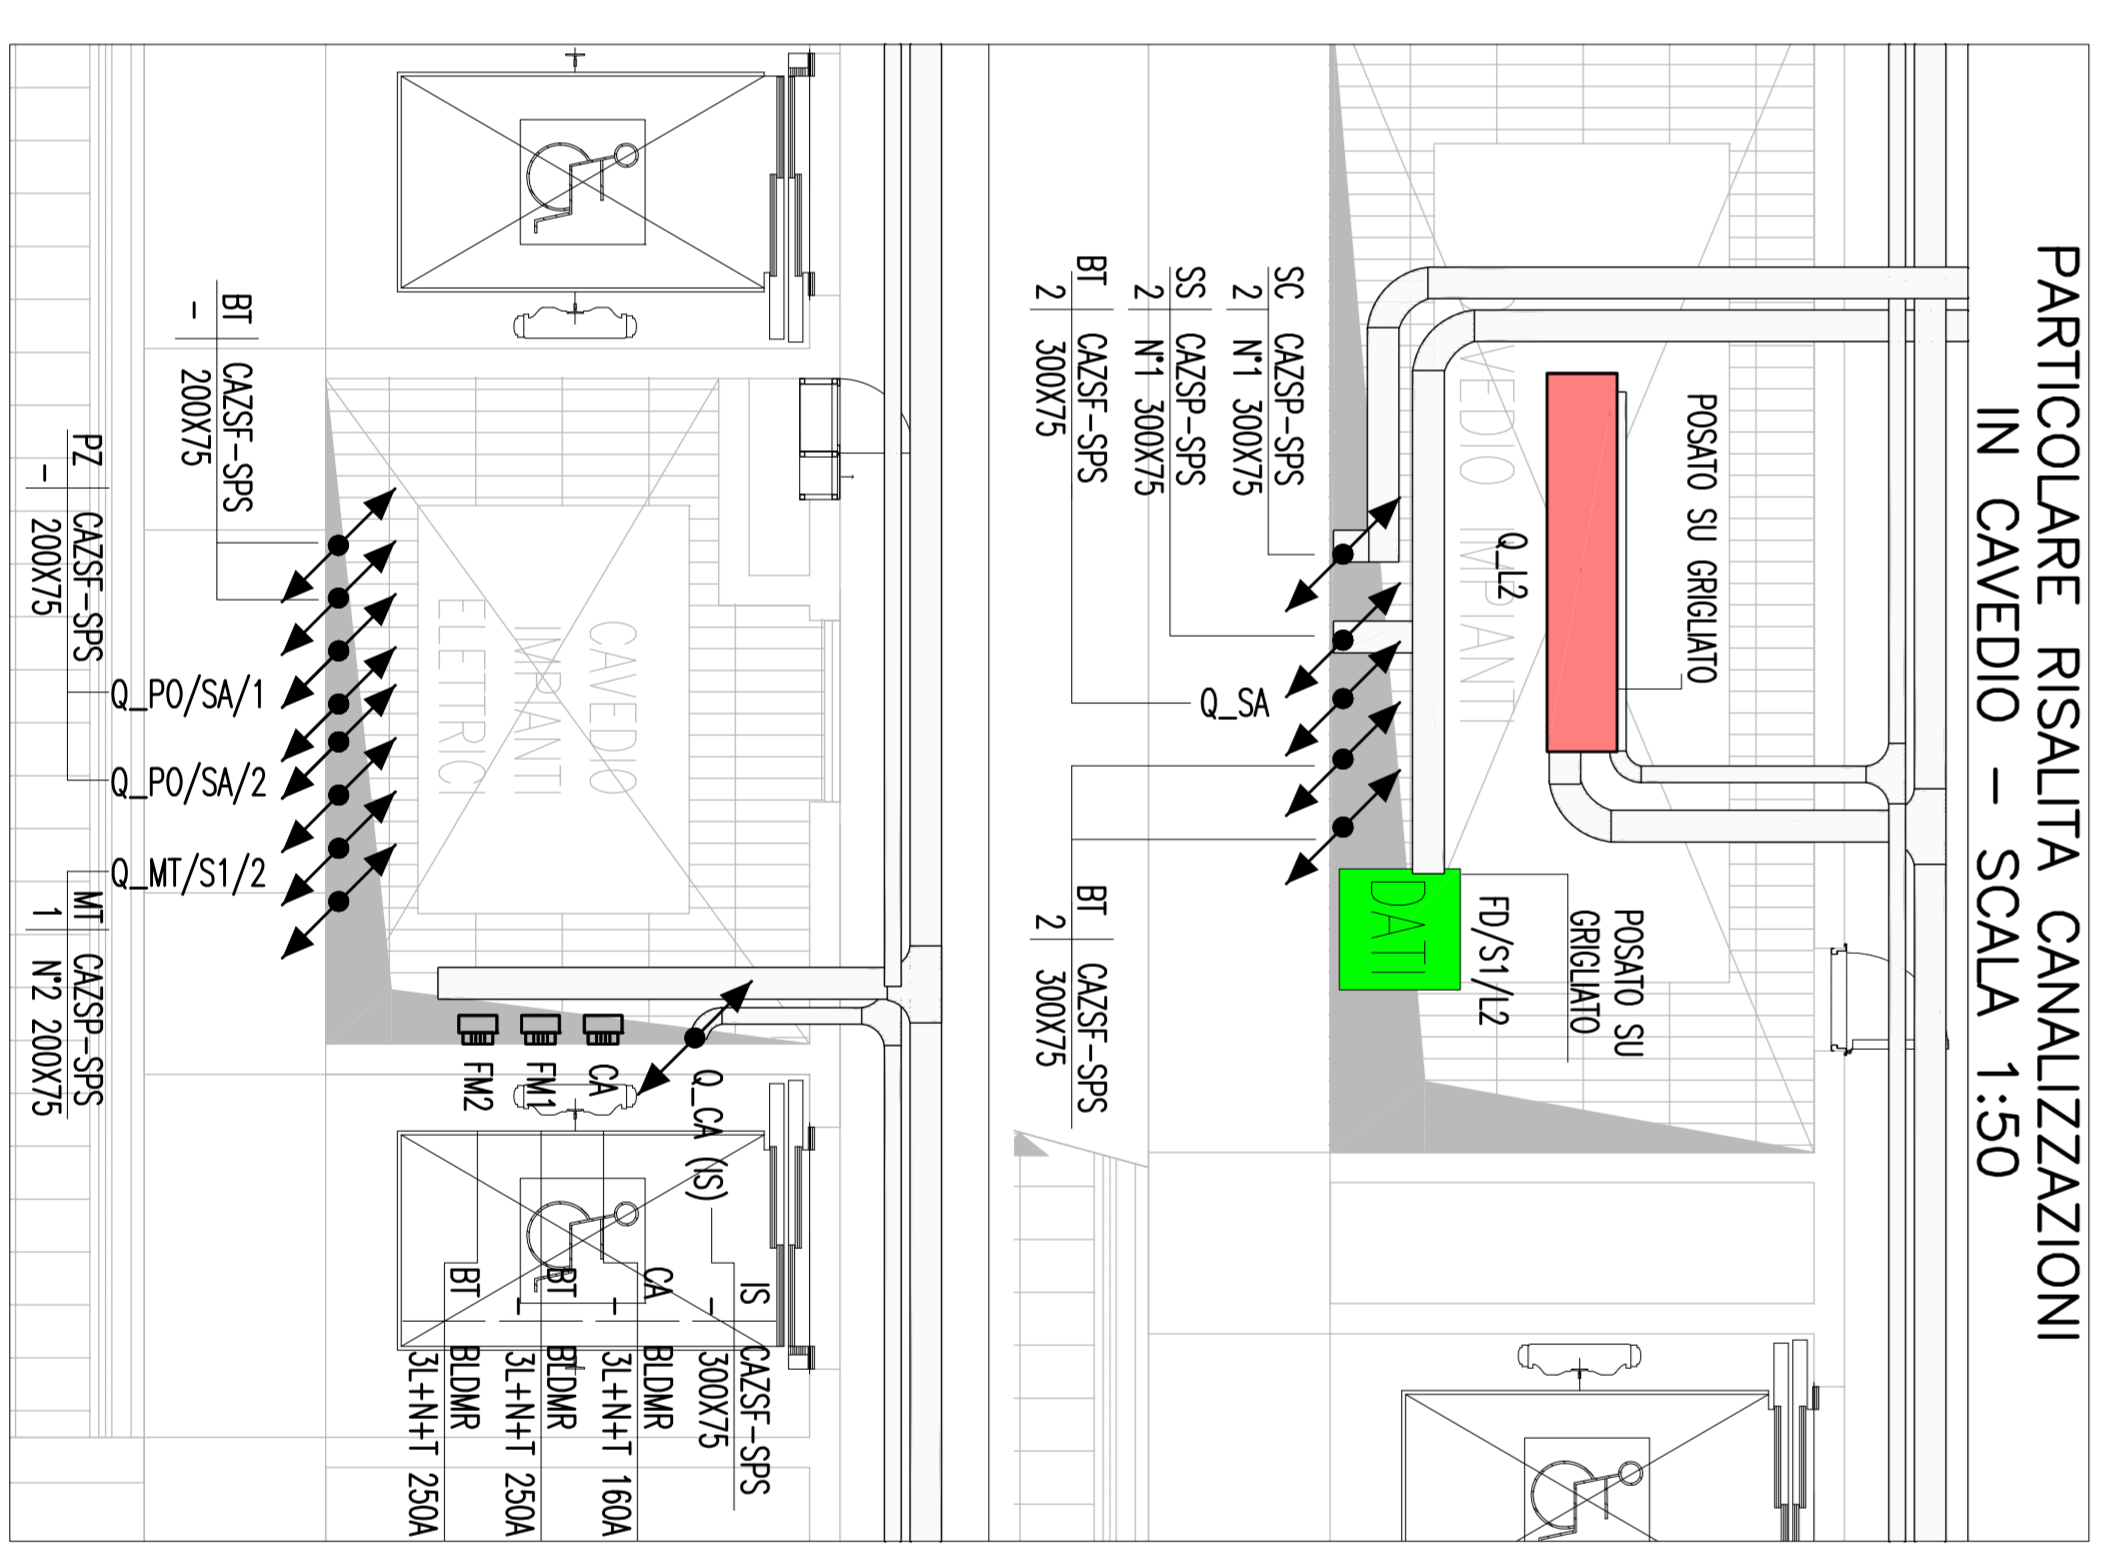 PARTICOLARE RISALITA CANALIZZAZIONI
IN CAVEDIO - SCALA 1:50
POSATO SU GRIGLIATO
Q_L2
CAVEDIO IMPIANTI
POSATO SU
GRIGLIATO
FD/S1/L2
DATI
SC CAZSP-SPS
2 N°1 300X75
SS CAZSP-SPS
2 N°1 300X75
BT CAZSF-SPS
2 300X75
Q_SA
BT CAZSF-SPS
2 300X75
CAVEDIO
IMPIANTI
ELETTRICI
BT CAZSF-SPS
- 200X75
PZ CAZSF-SPS
- 200X75
Q_PO/SA/1
Q_PO/SA/2
Q_MT/S1/2
MT CAZSP-SPS
1 N°2 200X75
Q_CA (IS)
CA
FM1
FM2
IS CAZSF-SPS
- 300X75
CA BLDMR
- 3L+N+T 160A
BT BLDMR
- 3L+N+T 250A
BT BLDMR
3L+N+T 250A